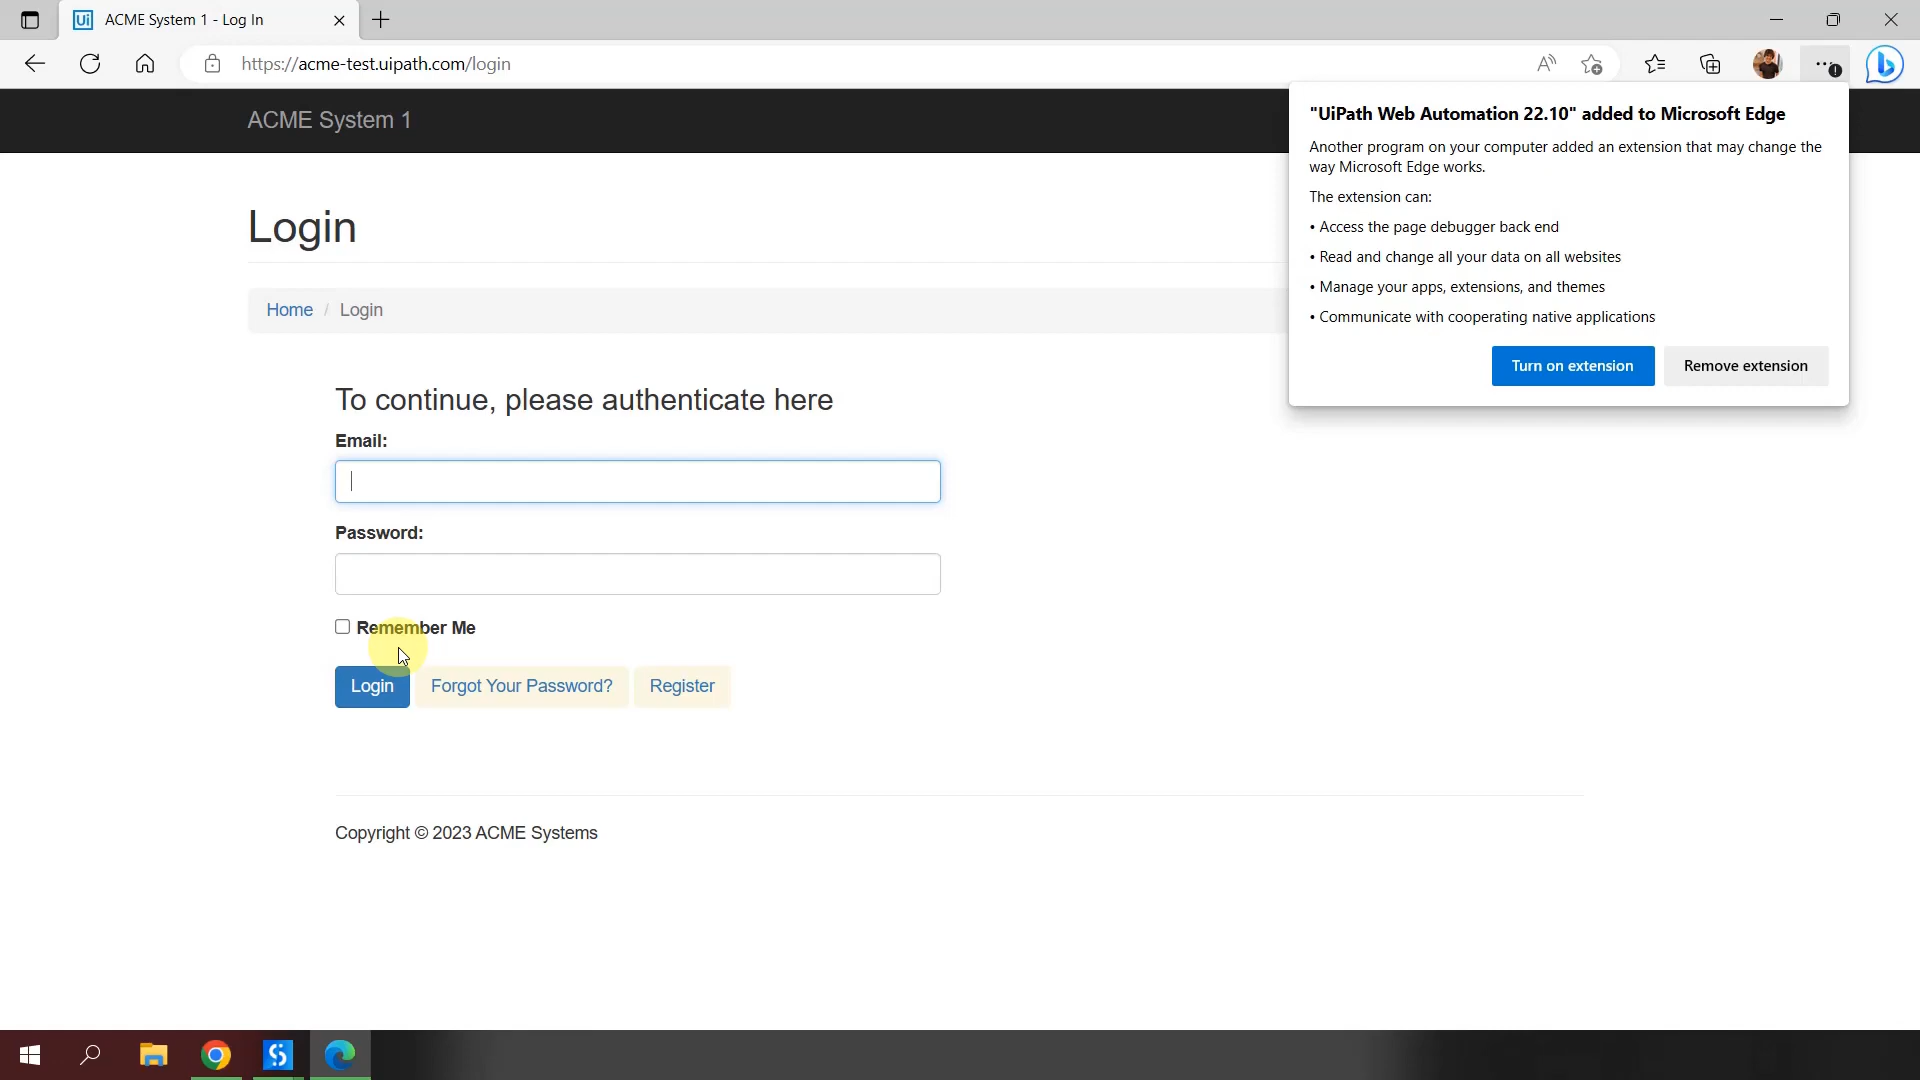 ACME System 1 - Log In
https://acme-test.uipath.com/login
ACME System 1
Login
Home / Login
To continue, please authenticate here
Email:
Password:
Remember Me
Login Forgot Your Password? Register
Copyright © 2023 ACME Systems
"UiPath Web Automation 22.10" added to Microsoft Edge
Another program on your computer added an extension that may change the
way Microsoft Edge works.
The extension can:
• Access the page debugger back end
• Read and change all your data on all websites
• Manage your apps, extensions, and themes
• Communicate with cooperating native applications
Turn on extension Remove extension